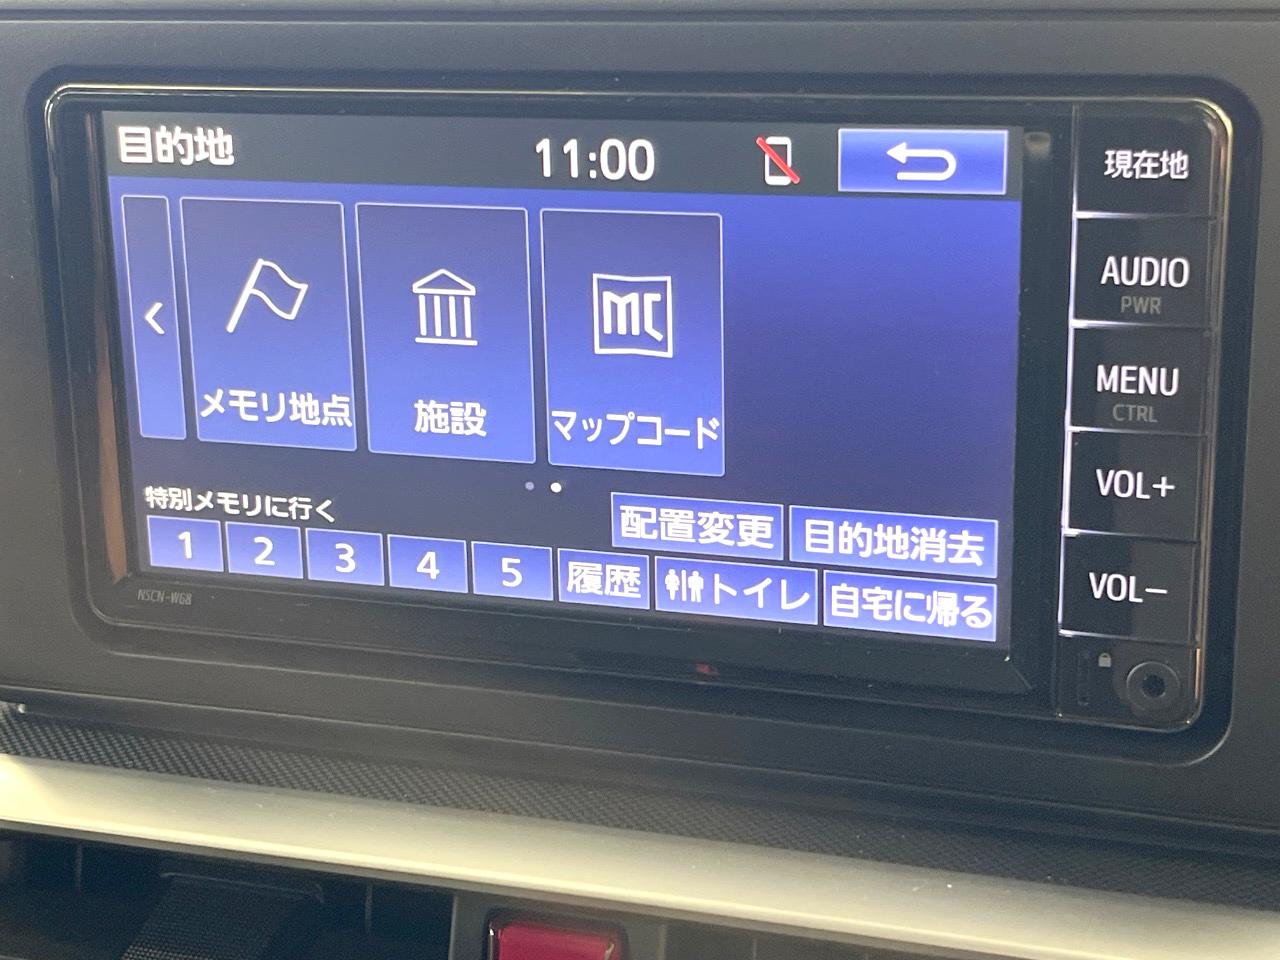 目的地
11:00
メモリ地点
施設
MC
マップコード
特別メモリに行く
配置変更
目的地消去
1
2
3
4
5
履歴
トイレ
自宅に帰る
NSCN-W68
現在地
AUDIO
PWR
MENU
CTRL
VOL+
VOL-